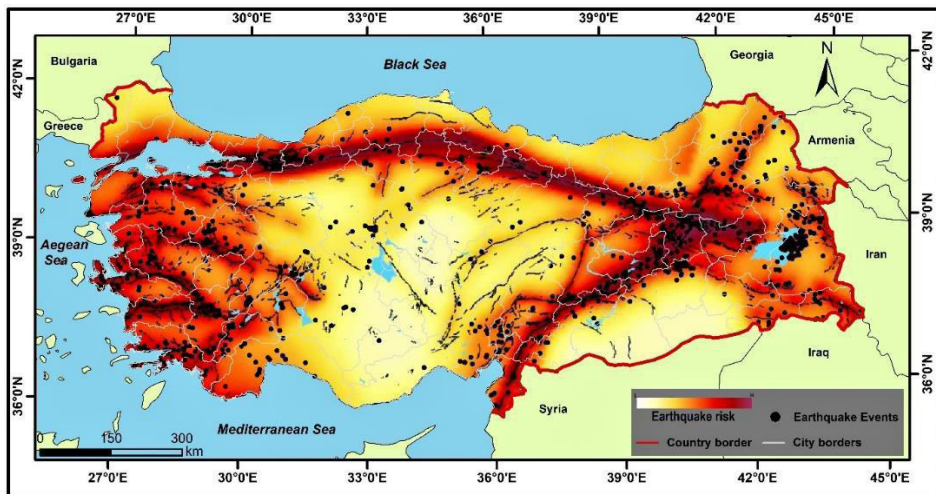 27°0'E 30°0'E 33°0'E 36°0'E 39°0'E 42°0'E 45°0'E
Bulgaria
Black Sea
Georgia
N
42°0'N
42°0'N
Greece
Armenia
39°0'N
39°0'N
Aegean
Sea
Iran
Iraq
36°0'N
36°0'N
Syria
Mediterranean Sea
Earthquake risk
Earthquake Events
Country border
City borders
0 150 300
km
27°0'E 30°0'E 33°0'E 36°0'E 39°0'E 42°0'E 45°0'E